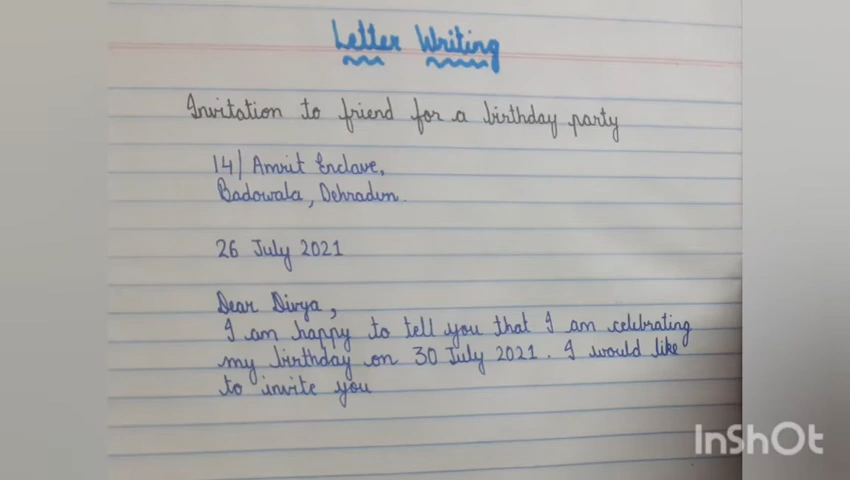 Letter Writing
Invitation to friend for a birthday party
14/ Amrit Enclave,
Badowala, Dehradun.
26 July 2021
Dear Divya,
I am happy to tell you that I am celebrating
my birthday on 30 July 2021. I would like
to invite you
InShOt